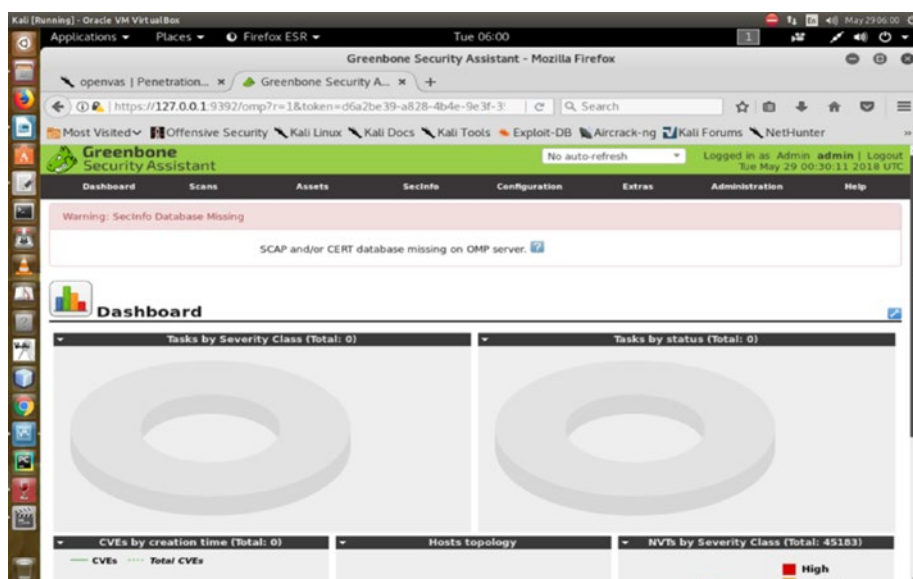 Kali [Running] - Oracle VM VirtualBox
En May 29 06:00
Applications Places Firefox ESR Tue 06:00 1
Greenbone Security Assistant - Mozilla Firefox
openvas | Penetration... × Greenbone Security A... × +
https://127.0.0.1:9392/omp?r=1&token=d6a2be39-a828-4b4e-9e3f-3 Search
Most Visited Offensive Security Kali Linux Kali Docs Kali Tools Exploit-DB Aircrack-ng Kali Forums NetHunter »
Greenbone
Security Assistant
No auto-refresh
Logged in as Admin admin | Logout
Tue May 29 00:30:11 2018 UTC
Dashboard Scans Assets SecInfo Configuration Extras Administration Help
Warning: SecInfo Database Missing
SCAP and/or CERT database missing on OMP server. ?
Dashboard
Tasks by Severity Class (Total: 0) Tasks by status (Total: 0)
CVEs by creation time (Total: 0) Hosts topology NVTs by Severity Class (Total: 45183)
CVEs Total CVEs High